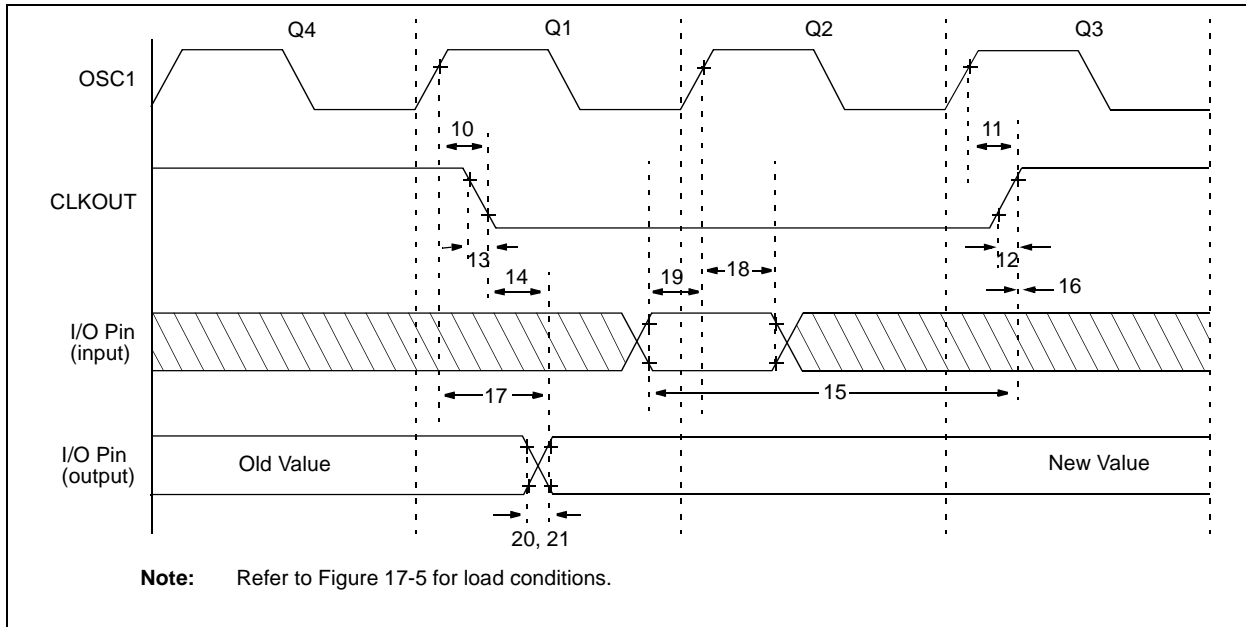 Q4 Q1 Q2 Q3
OSC1
10 11
CLKOUT
13 14 19 18 12 16
I/O Pin
(input)
17 15
I/O Pin
(output)
Old Value New Value
20, 21
Note: Refer to Figure 17-5 for load conditions.